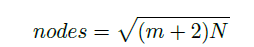 nodes = √(m + 2)N